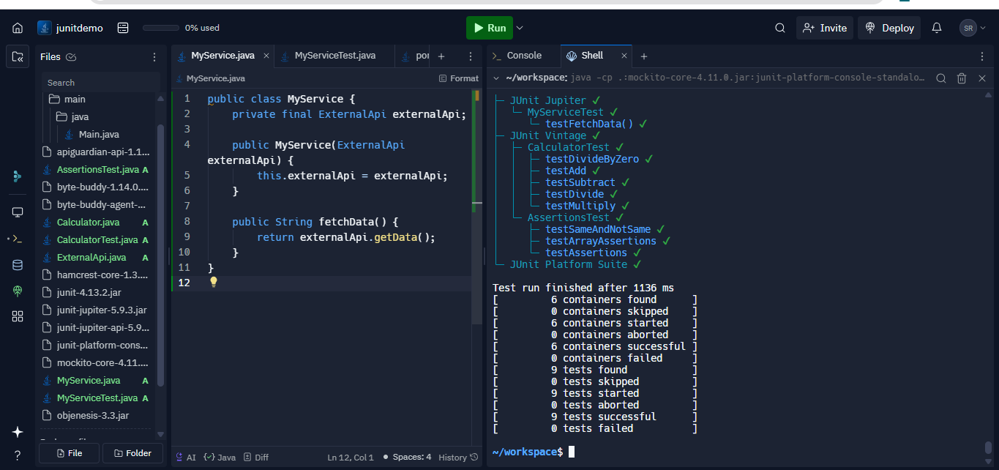 junitdemo
0% used
Run
Invite
Deploy
SR
Files
Search
main
java
Main.java
apiguardian-api-1.1...
AssertionsTest.java A
byte-buddy-1.14.0....
byte-buddy-agent-...
Calculator.java A
CalculatorTest.java A
ExternalApi.java A
hamcrest-core-1.3....
junit-4.13.2.jar
junit-jupiter-5.9.3.jar
junit-jupiter-api-5.9...
junit-platform-cons...
mockito-core-4.11....
MyService.java A
MyServiceTest.java A
objenesis-3.3.jar
File
Folder
?
MyService.java ×
MyServiceTest.java
por
+
MyService.java
Format
1 public class MyService {
2 private final ExternalApi externalApi;
3
4 public MyService(ExternalApi
externalApi) {
5 this.externalApi = externalApi;
6 }
7
8 public String fetchData() {
9 return externalApi.getData();
10 }
11 }
12
AI
Java
Diff
Ln 12, Col 1
Spaces: 4
History
>_ Console
Shell ×
+
~/workspace: java -cp .:mockito-core-4.11.0.jar:junit-platform-console-standalo…
JUnit Jupiter ✓
MyServiceTest ✓
testFetchData() ✓
JUnit Vintage ✓
CalculatorTest ✓
testDivideByZero ✓
testAdd ✓
testSubtract ✓
testDivide ✓
testMultiply ✓
AssertionsTest ✓
testSameAndNotSame ✓
testArrayAssertions ✓
testAssertions ✓
JUnit Platform Suite ✓
Test run finished after 1136 ms
[ 6 containers found ]
[ 0 containers skipped ]
[ 6 containers started ]
[ 0 containers aborted ]
[ 6 containers successful ]
[ 0 containers failed ]
[ 9 tests found ]
[ 0 tests skipped ]
[ 9 tests started ]
[ 0 tests aborted ]
[ 9 tests successful ]
[ 0 tests failed ]
~/workspace$